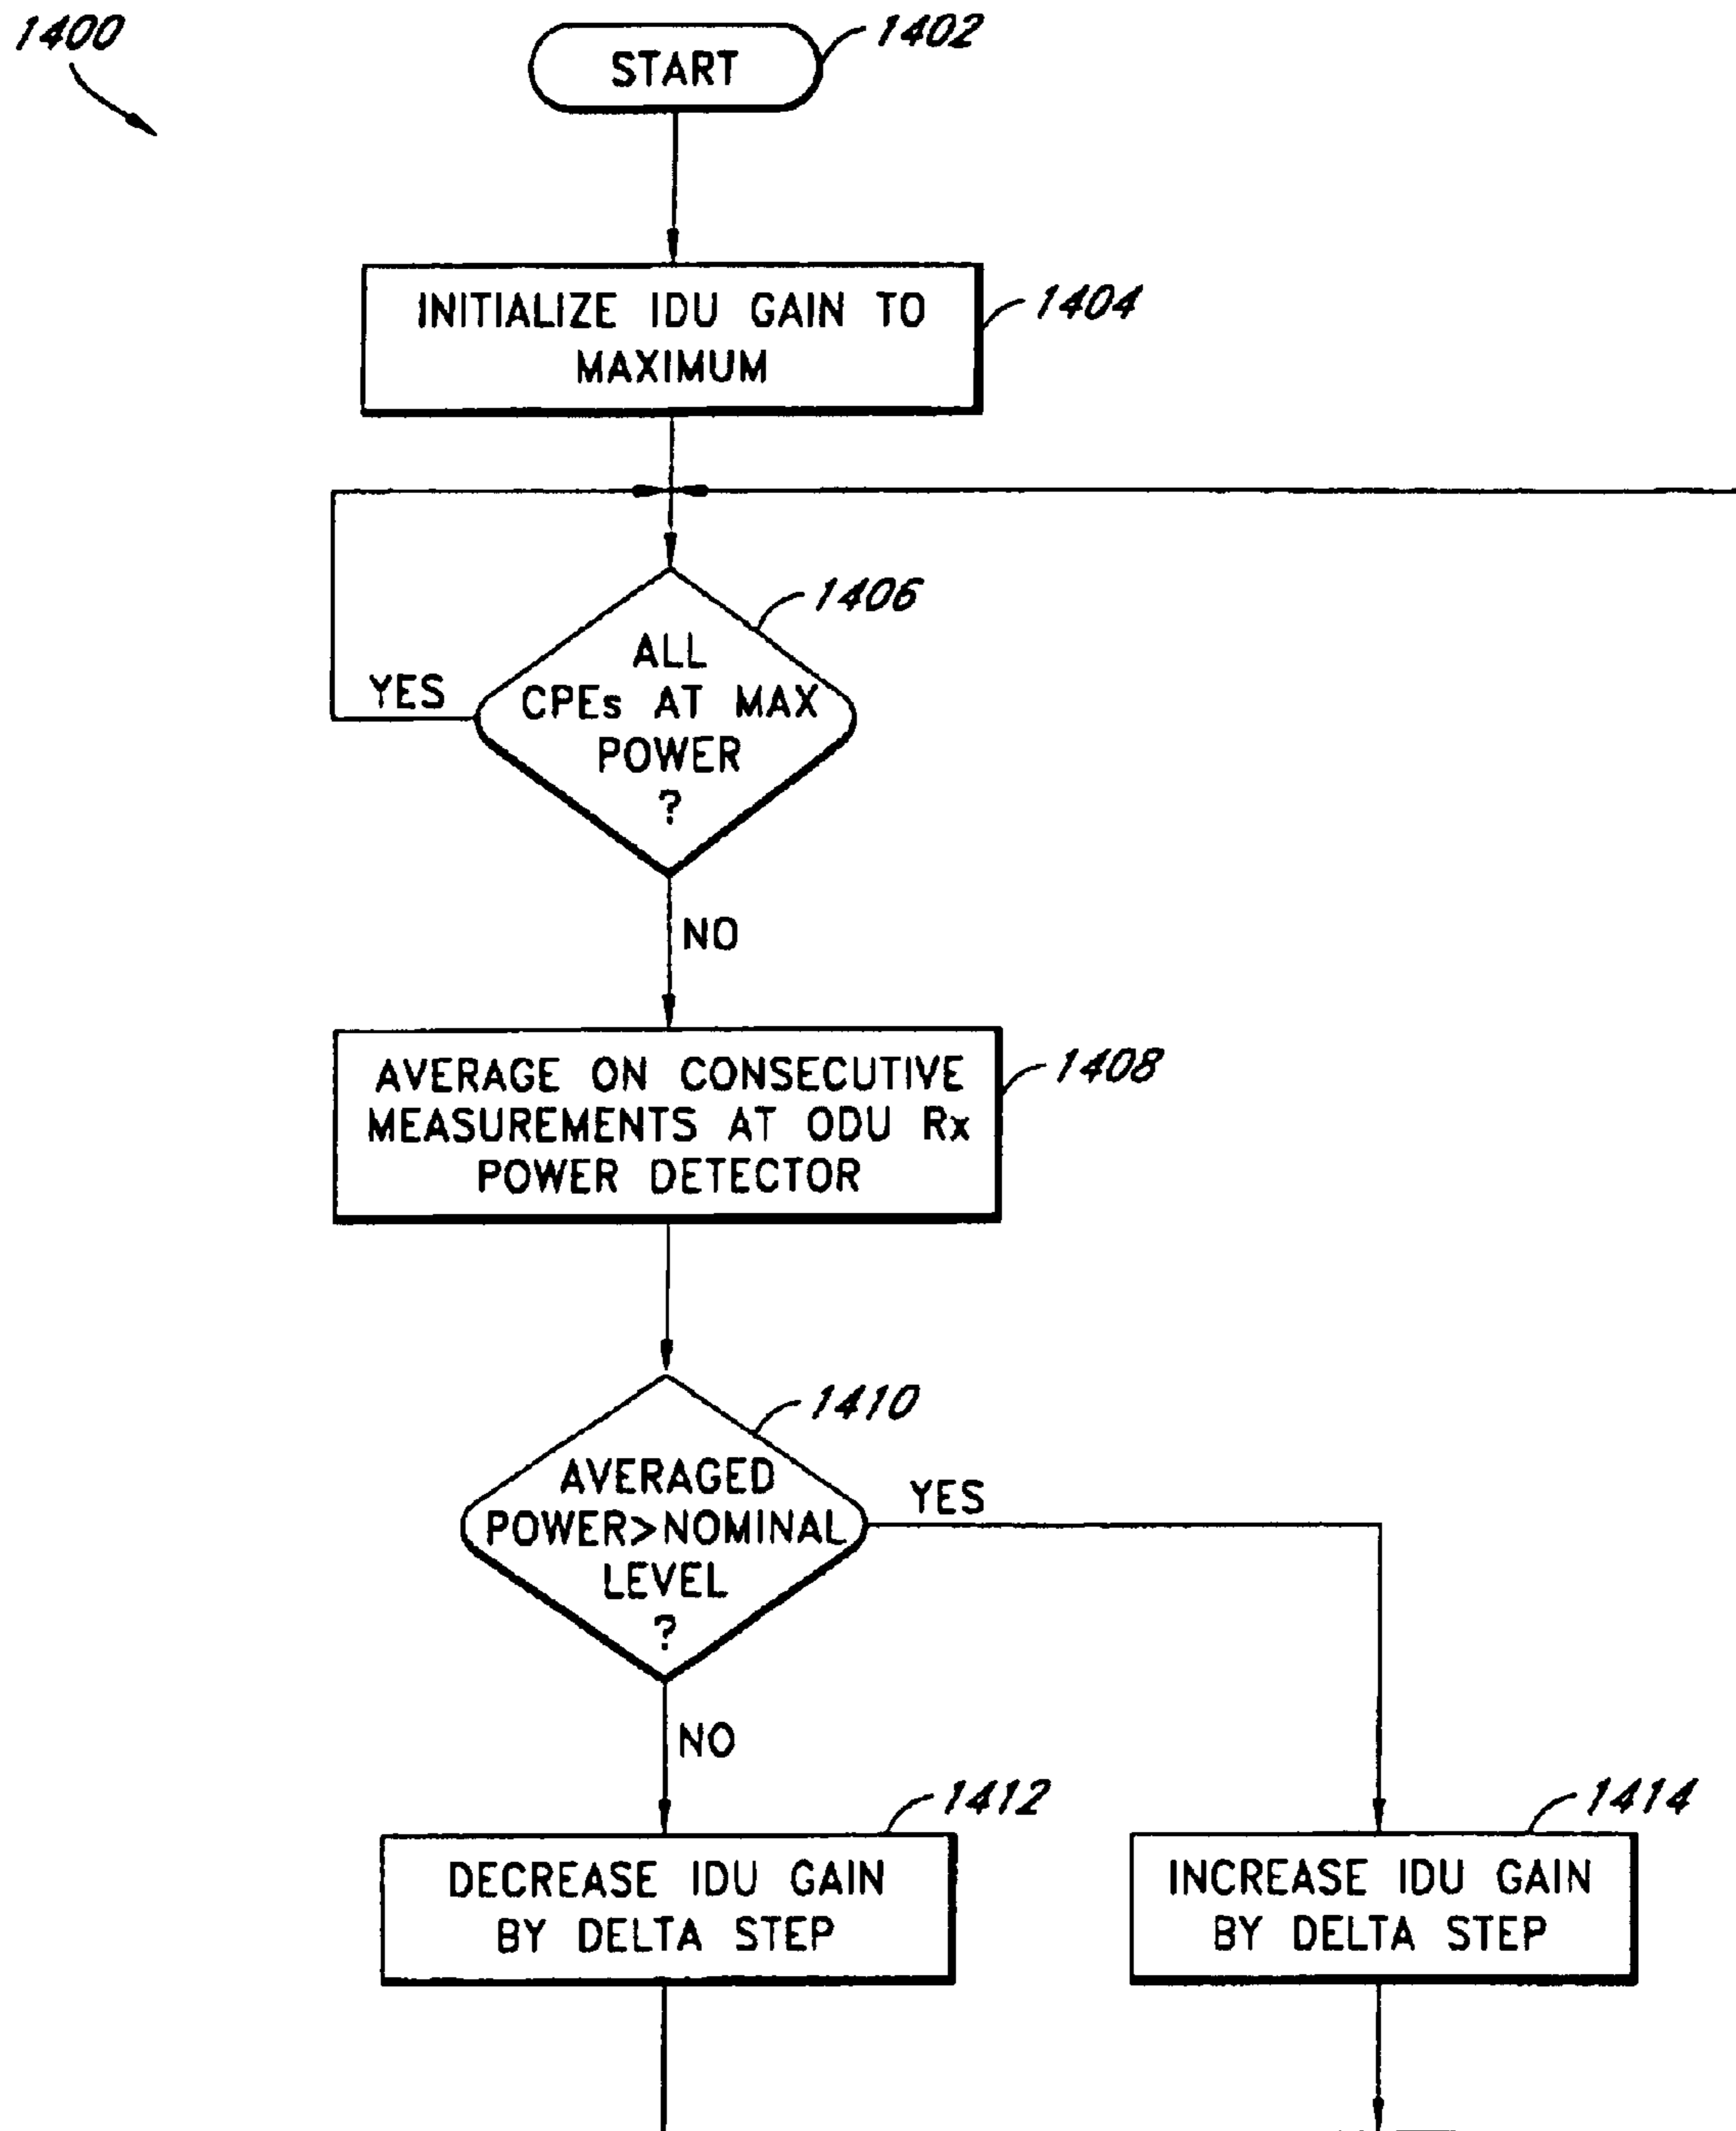 1400
START
1402
INITIALIZE IDU GAIN TO
MAXIMUM
1404
1406
ALL
CPEs AT MAX
POWER
?
YES
NO
AVERAGE ON CONSECUTIVE
MEASUREMENTS AT ODU Rx
POWER DETECTOR
1408
1410
AVERAGED
POWER>NOMINAL
LEVEL
?
YES
NO
1412
DECREASE IDU GAIN
BY DELTA STEP
1414
INCREASE IDU GAIN
BY DELTA STEP